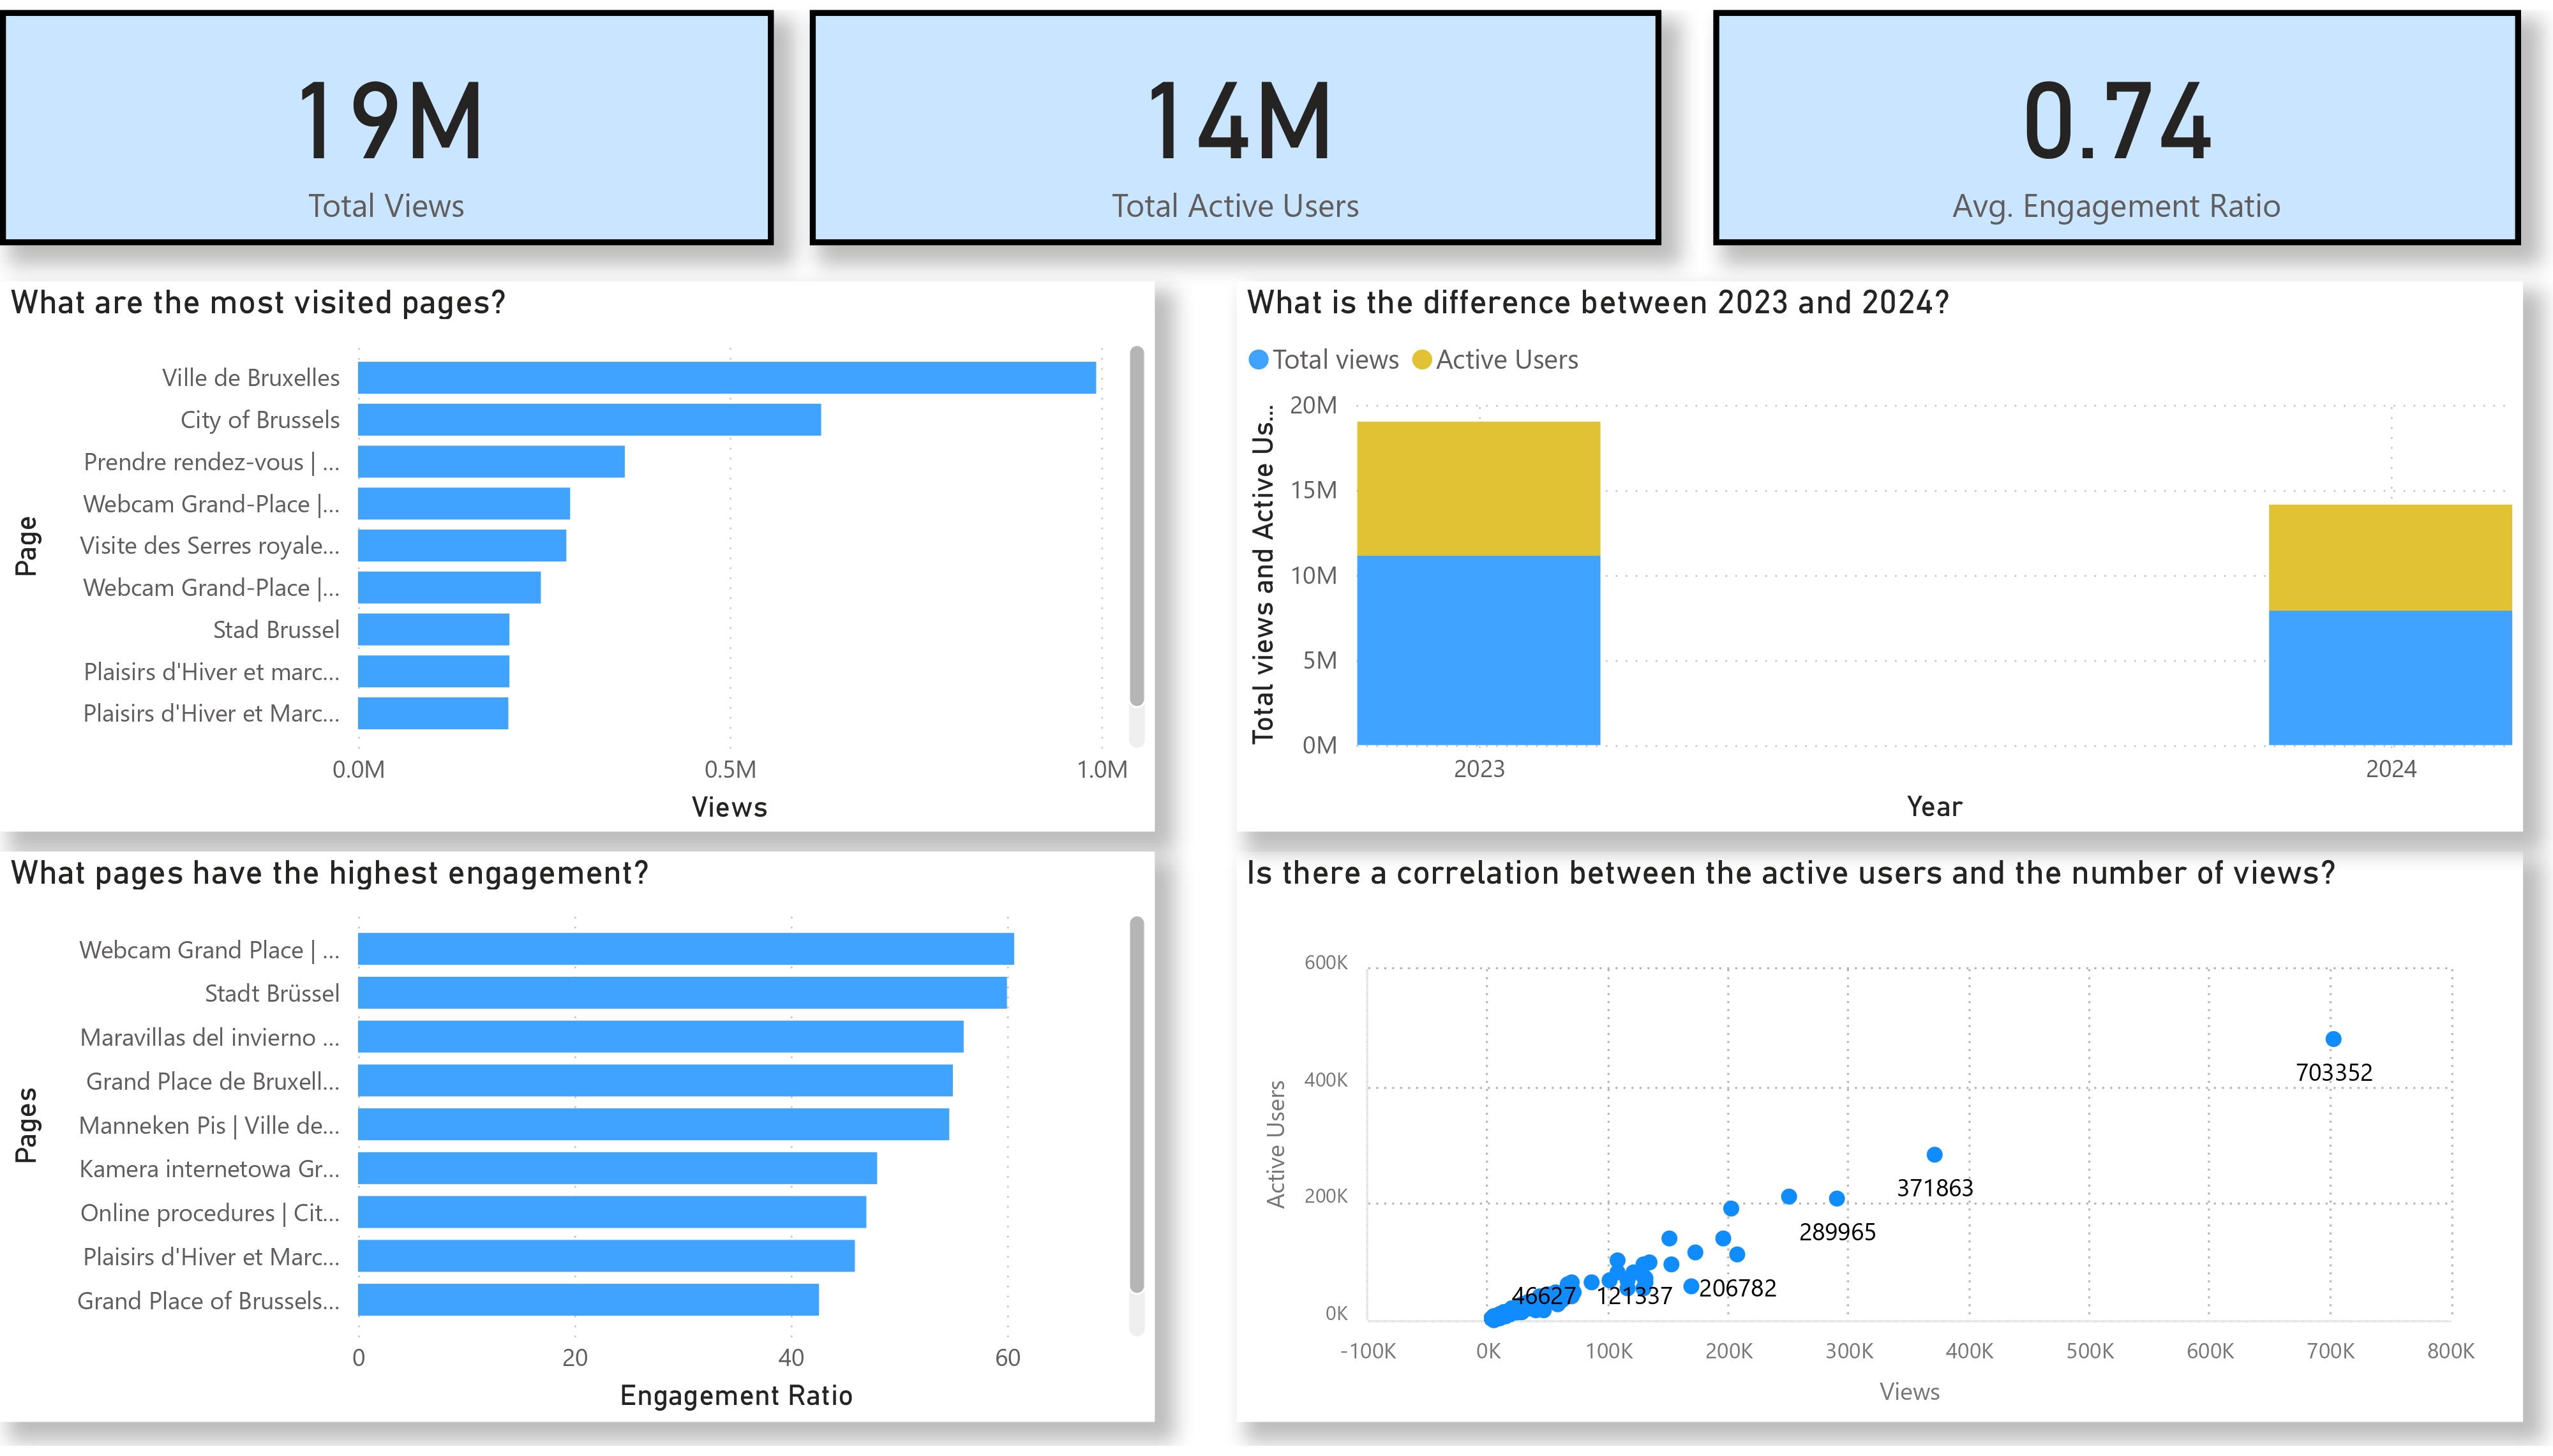 19M
Total Views
14M
Total Active Users
0.74
Avg. Engagement Ratio
What are the most visited pages?
Page
Ville de Bruxelles
City of Brussels
Prendre rendez-vous | ...
Webcam Grand-Place |...
Visite des Serres royale...
Webcam Grand-Place |...
Stad Brussel
Plaisirs d'Hiver et marc...
Plaisirs d'Hiver et Marc...
0.0M 0.5M 1.0M
Views
What is the difference between 2023 and 2024?
Total views Active Users
Total views and Active Us...
20M
15M
10M
5M
0M
2023 2024
Year
What pages have the highest engagement?
Pages
Webcam Grand Place | ...
Stadt Brüssel
Maravillas del invierno ...
Grand Place de Bruxell...
Manneken Pis | Ville de...
Kamera internetowa Gr...
Online procedures | Cit...
Plaisirs d'Hiver et Marc...
Grand Place of Brussels...
0 20 40 60
Engagement Ratio
Is there a correlation between the active users and the number of views?
Active Users
600K
400K
200K
0K
703352
371863
289965
206782
46627 121337
-100K 0K 100K 200K 300K 400K 500K 600K 700K 800K
Views